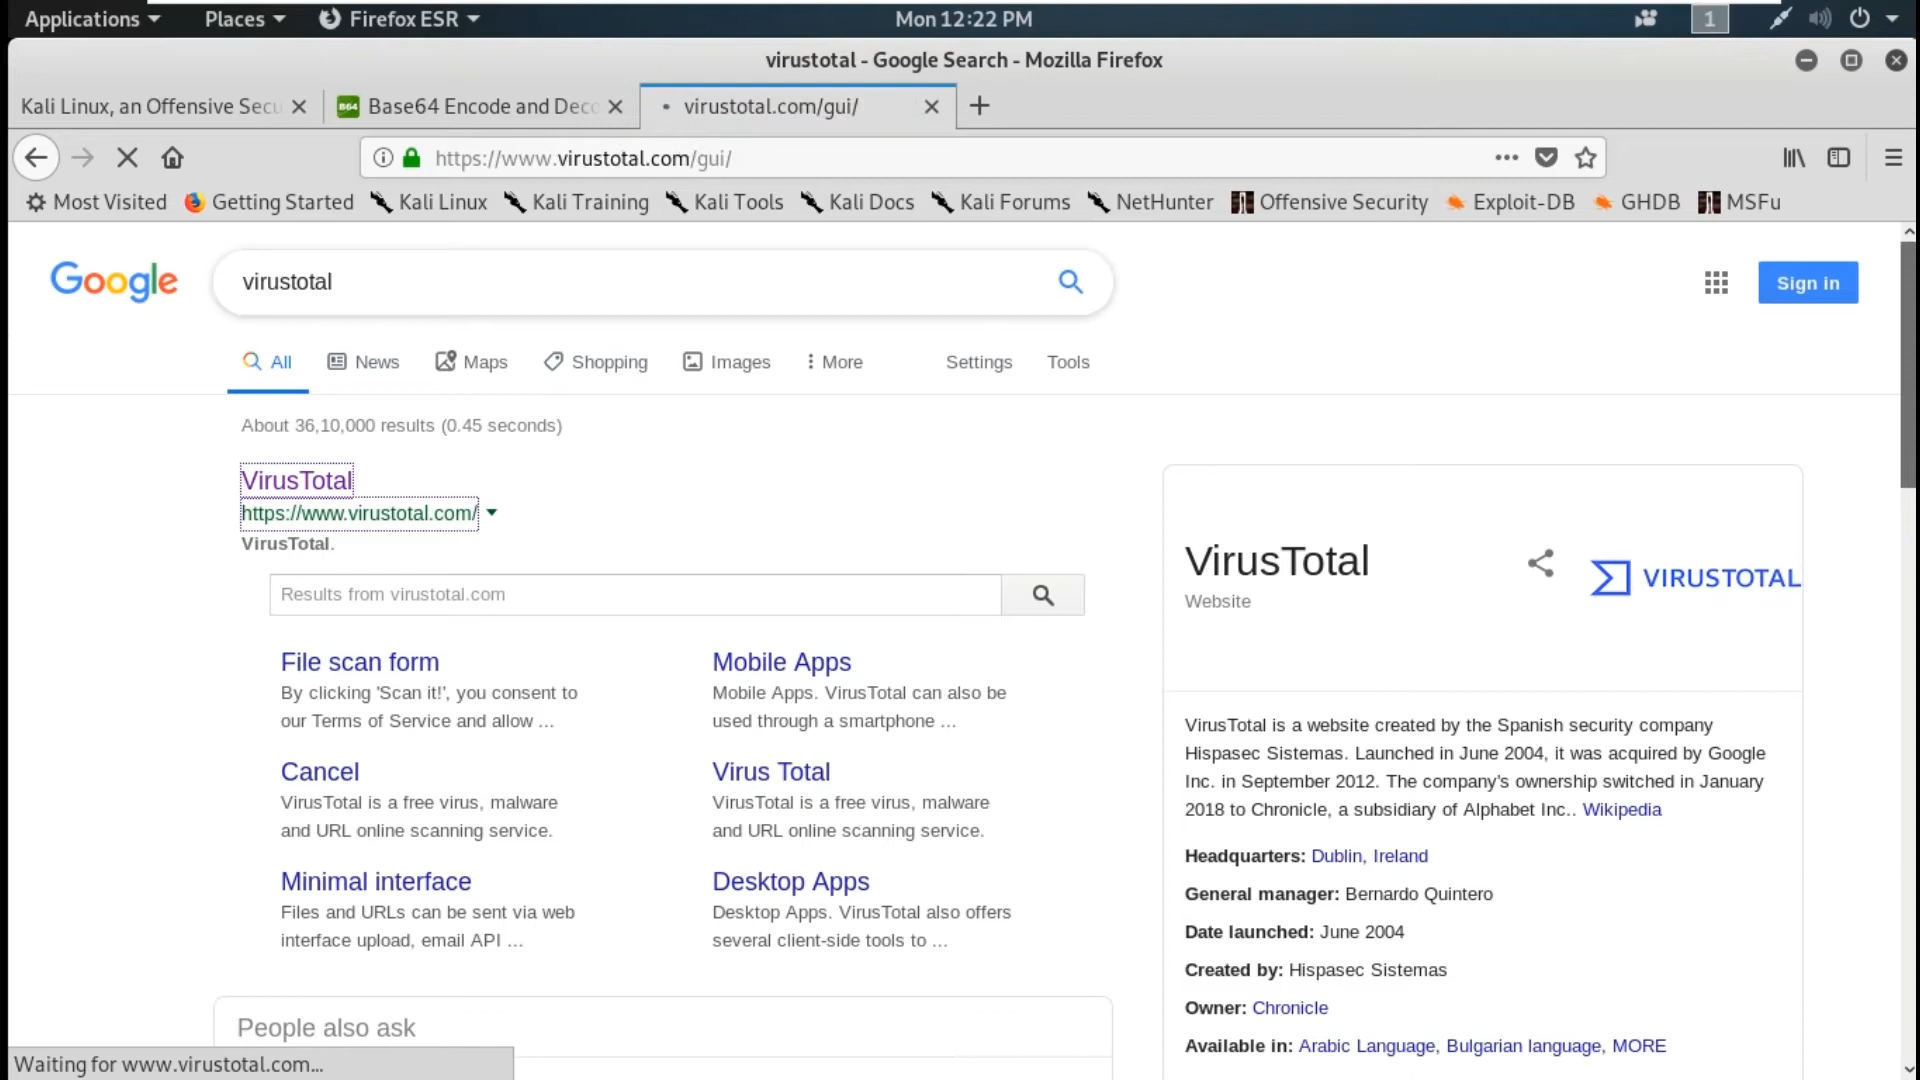 Applications Places Firefox ESR Mon 12:22 PM 1
virustotal - Google Search - Mozilla Firefox
Kali Linux, an Offensive Secu B64 Base64 Encode and Deco virustotal.com/gui/
https://www.virustotal.com/gui/
Most Visited Getting Started Kali Linux Kali Training Kali Tools Kali Docs Kali Forums NetHunter Offensive Security Exploit-DB GHDB MSFu
Google virustotal Sign in
All News Maps Shopping Images More Settings Tools
About 36,10,000 results (0.45 seconds)
VirusTotal
https://www.virustotal.com/
VirusTotal.
Results from virustotal.com
File scan form
By clicking 'Scan it!', you consent to
our Terms of Service and allow ...
Mobile Apps
Mobile Apps. VirusTotal can also be
used through a smartphone ...
Cancel
VirusTotal is a free virus, malware
and URL online scanning service.
Virus Total
VirusTotal is a free virus, malware
and URL online scanning service.
Minimal interface
Files and URLs can be sent via web
interface upload, email API ...
Desktop Apps
Desktop Apps. VirusTotal also offers
several client-side tools to ...
People also ask
VirusTotal
Website
VIRUSTOTAL
VirusTotal is a website created by the Spanish security company
Hispasec Sistemas. Launched in June 2004, it was acquired by Google
Inc. in September 2012. The company's ownership switched in January
2018 to Chronicle, a subsidiary of Alphabet Inc.. Wikipedia
Headquarters: Dublin, Ireland
General manager: Bernardo Quintero
Date launched: June 2004
Created by: Hispasec Sistemas
Owner: Chronicle
Available in: Arabic Language, Bulgarian language, MORE
Waiting for www.virustotal.com...